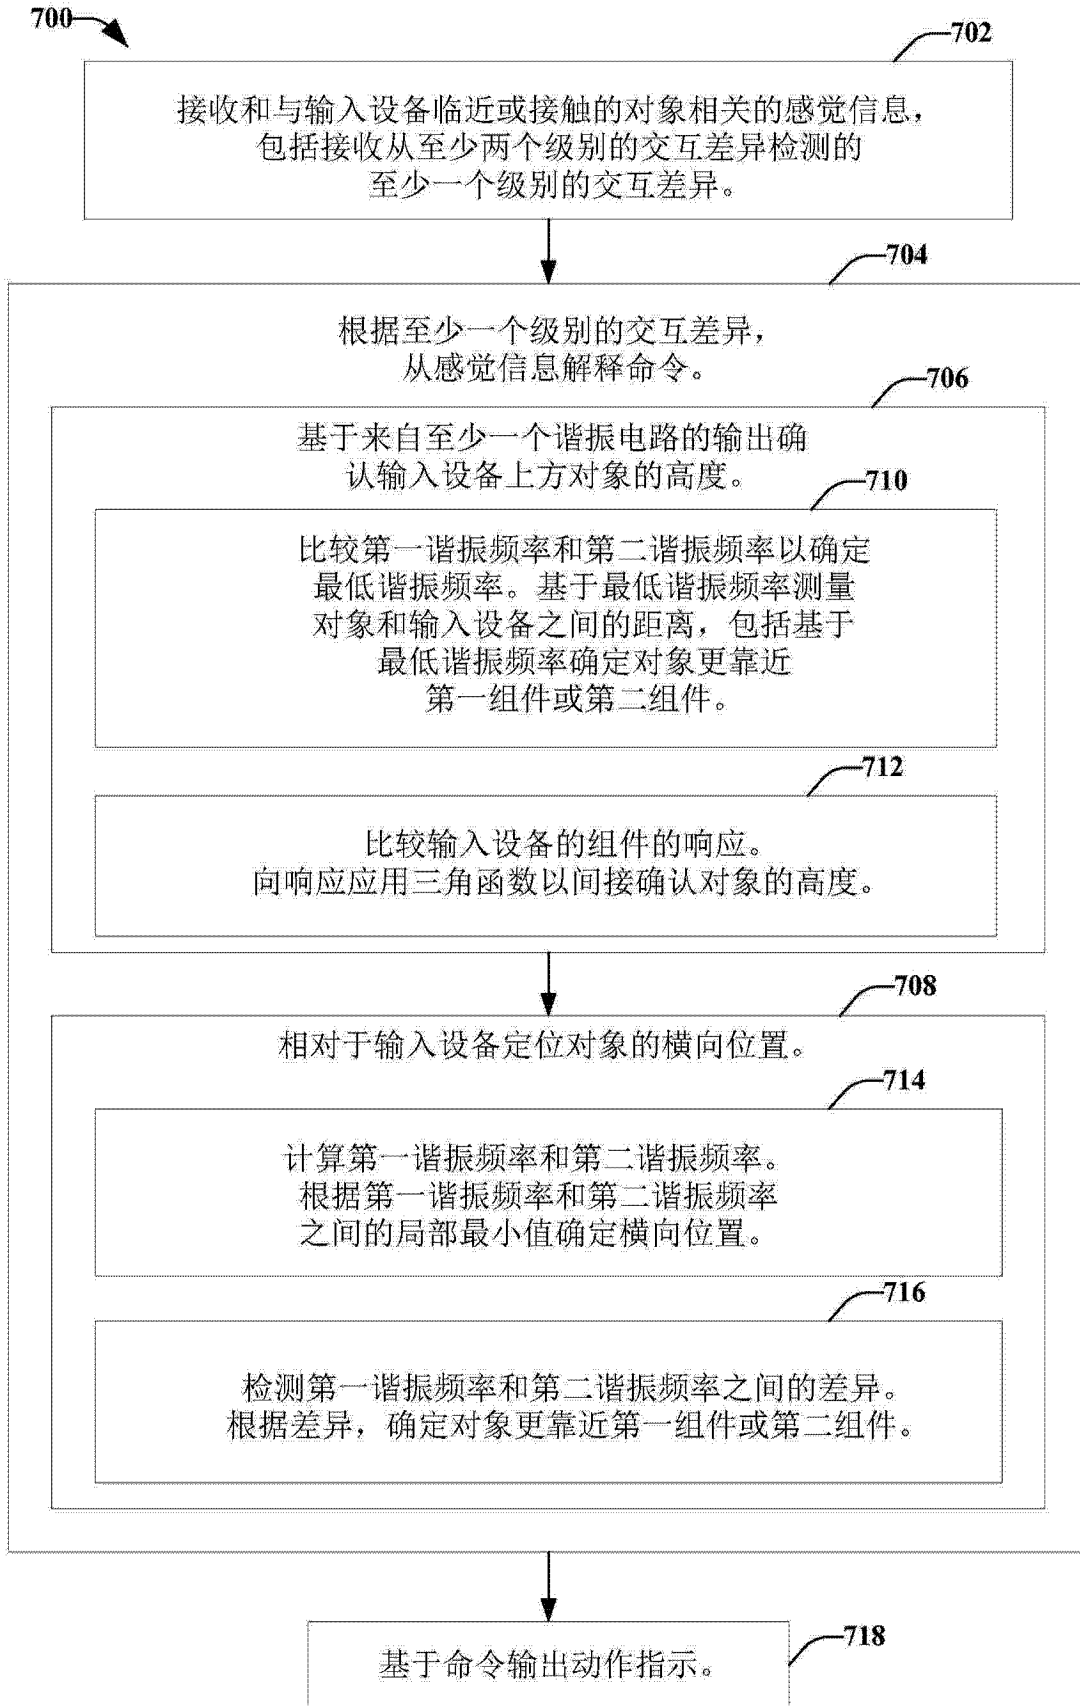 700
702
接收和与输入设备临近或接触的对象相关的感觉信息，
包括接收从至少两个级别的交互差异检测的
至少一个级别的交互差异。
704
根据至少一个级别的交互差异，
从感觉信息解释命令。
706
基于来自至少一个谐振电路的输出确
认输入设备上方对象的高度。
710
比较第一谐振频率和第二谐振频率以确定
最低谐振频率。基于最低谐振频率测量
对象和输入设备之间的距离，包括基于
最低谐振频率确定对象更靠近
第一组件或第二组件。
712
比较输入设备的组件的响应。
向响应应用三角函数以间接确认对象的高度。
708
相对于输入设备定位对象的横向位置。
714
计算第一谐振频率和第二谐振频率。
根据第一谐振频率和第二谐振频率
之间的局部最小值确定横向位置。
716
检测第一谐振频率和第二谐振频率之间的差异。
根据差异，确定对象更靠近第一组件或第二组件。
718
基于命令输出动作指示。